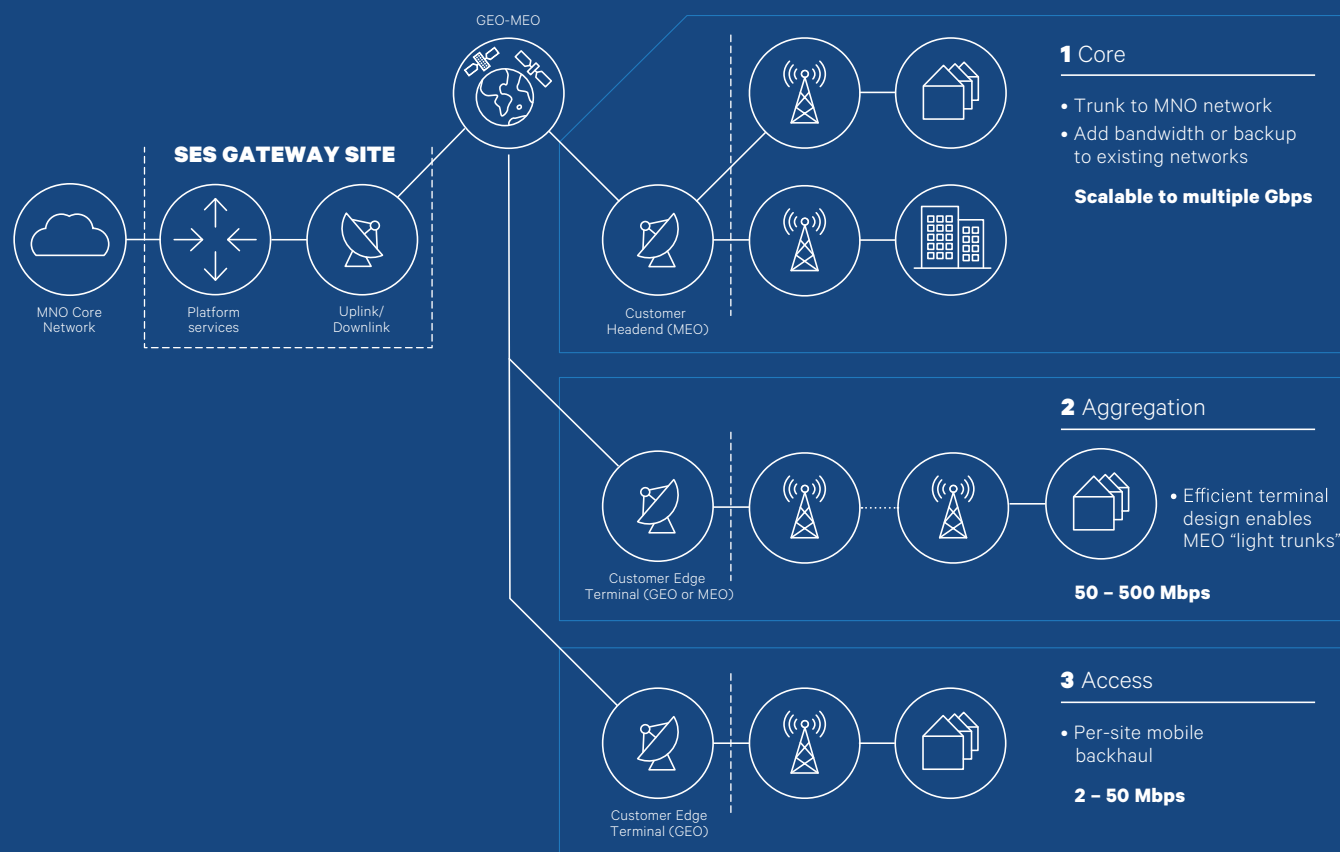 GEO-MEO
SES GATEWAY SITE
MNO Core
Network
Platform
services
Uplink/
Downlink
Customer
Headend (MEO)
1 Core
• Trunk to MNO network
• Add bandwidth or backup
to existing networks
Scalable to multiple Gbps
Customer Edge
Terminal (GEO or MEO)
2 Aggregation
• Efficient terminal
design enables
MEO “light trunks”
50 – 500 Mbps
Customer Edge
Terminal (GEO)
3 Access
• Per-site mobile
backhaul
2 – 50 Mbps